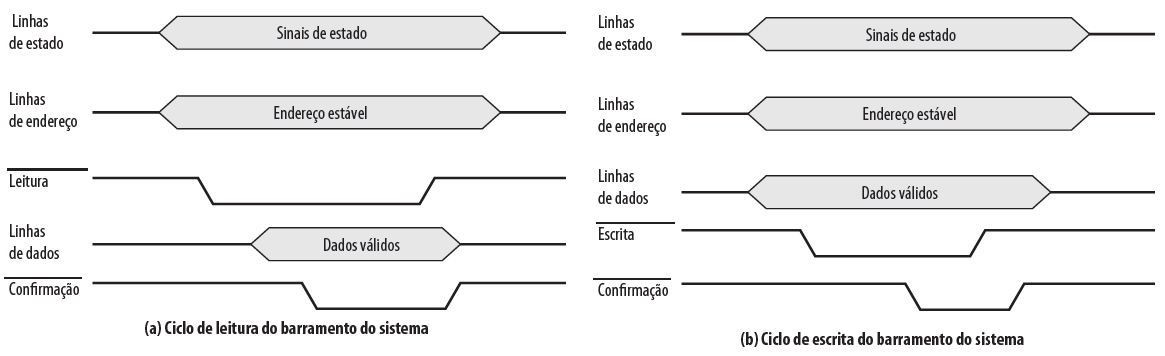 Linhas
de estado
Sinais de estado
Linhas
de endereço
Endereço estável
Leitura
Linhas
de dados
Dados válidos
Confirmação
(a) Ciclo de leitura do barramento do sistema
Linhas
de estado
Sinais de estado
Linhas
de endereço
Endereço estável
Linhas
de dados
Dados válidos
Escrita
Confirmação
(b) Ciclo de escrita do barramento do sistema